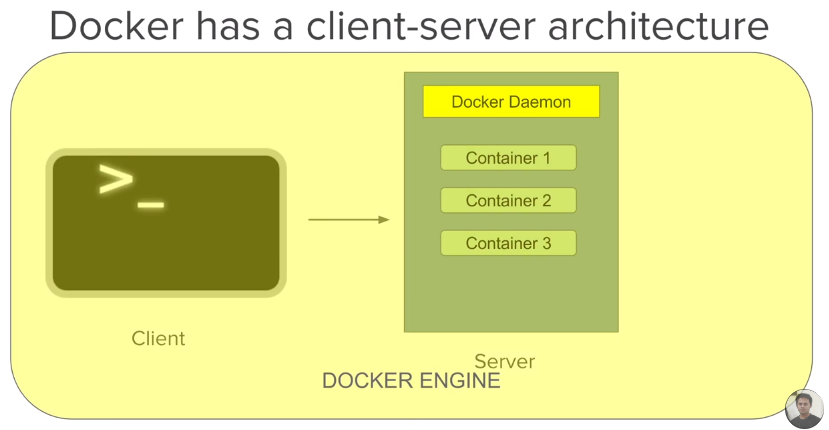 Docker has a client-server architecture
Docker Daemon
Container 1
Container 2
Container 3
>_
Client
Server
DOCKER ENGINE